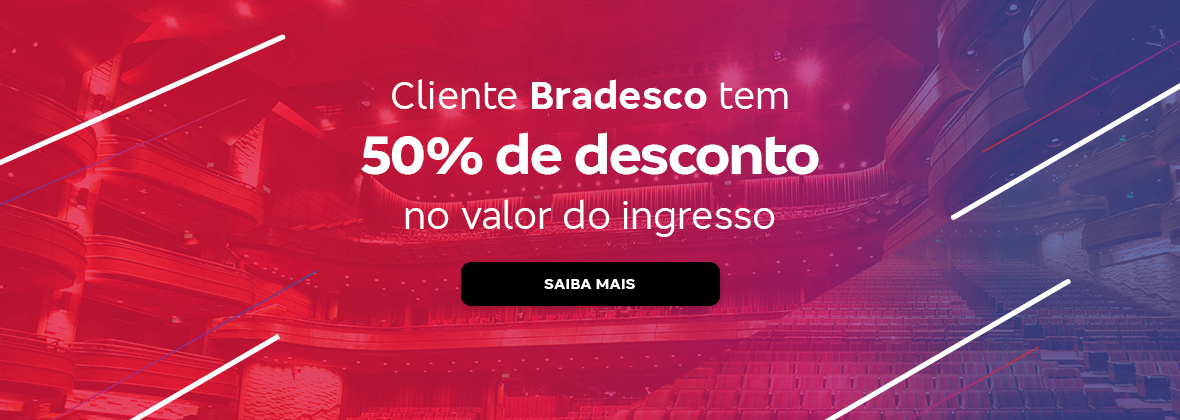 Cliente Bradesco tem
50% de desconto
no valor do ingresso
SAIBA MAIS